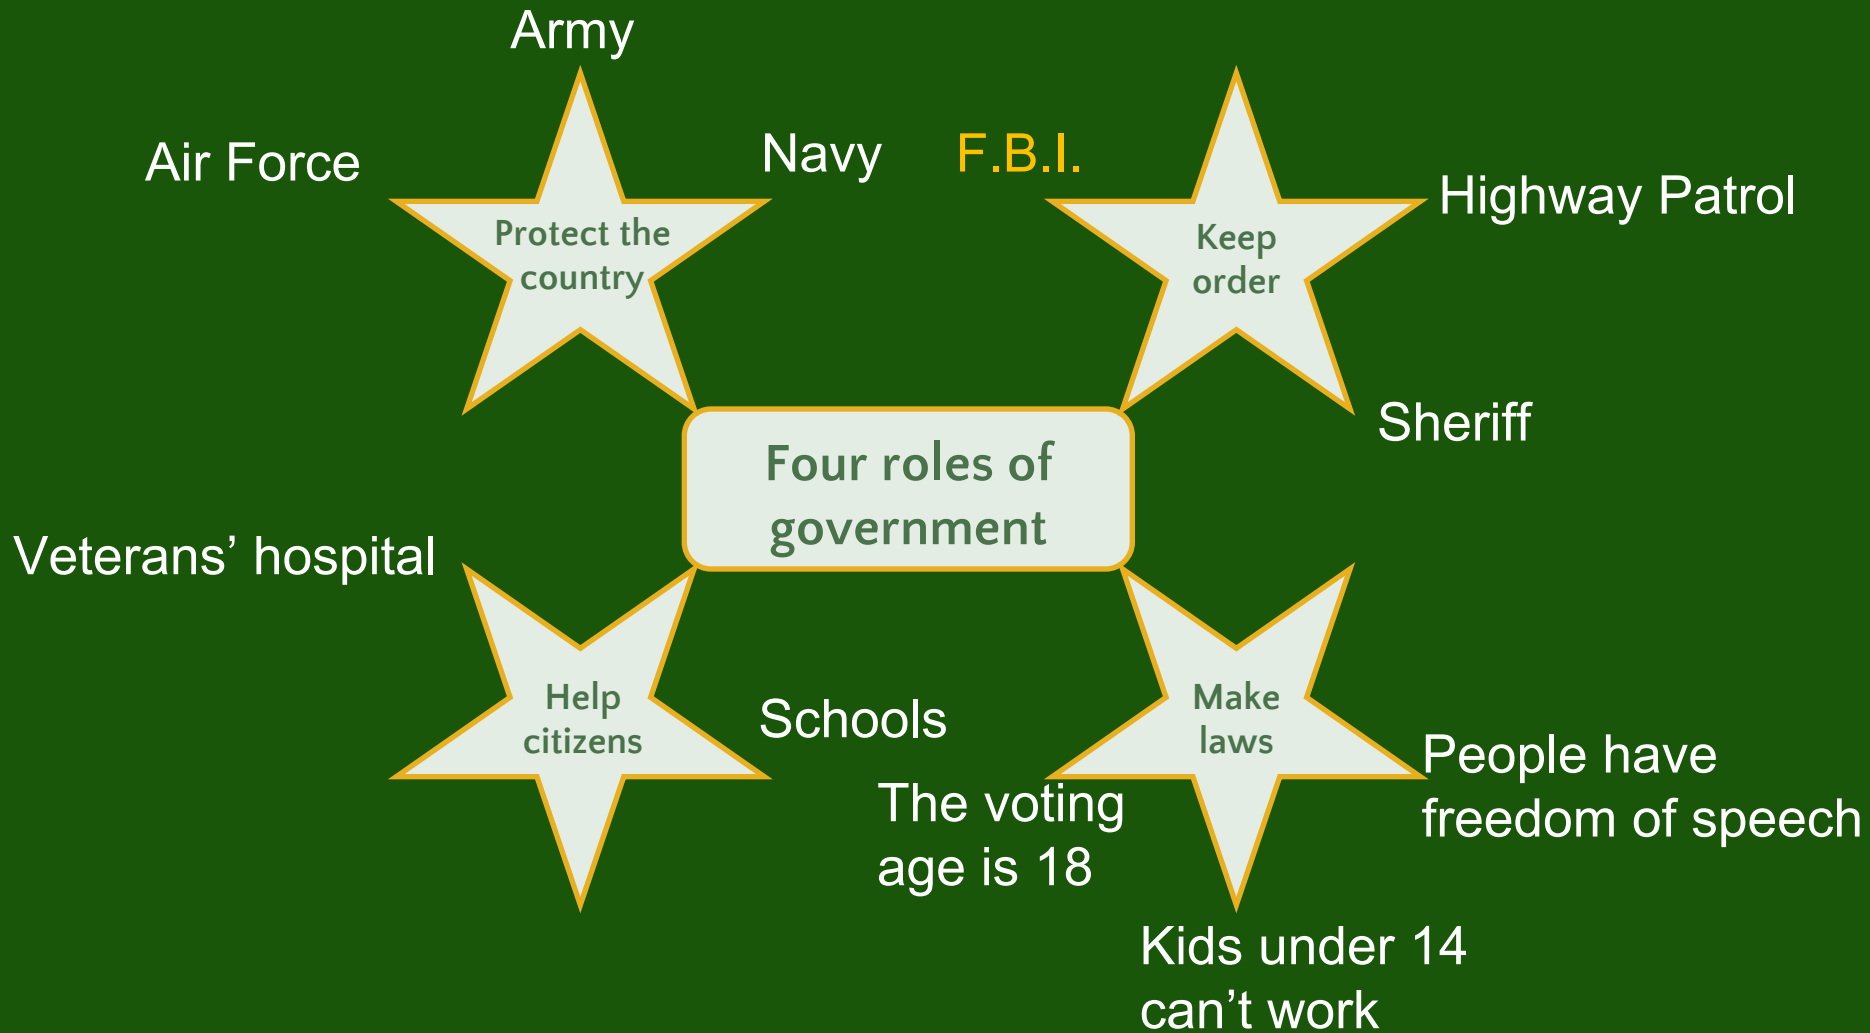 Army
Air Force
Navy
F.B.I.
Highway Patrol
Protect the
country
Keep
order
Sheriff
Four roles of
government
Veterans’ hospital
Help
citizens
Schools
Make
laws
The voting
age is 18
People have
freedom of speech
Kids under 14
can’t work